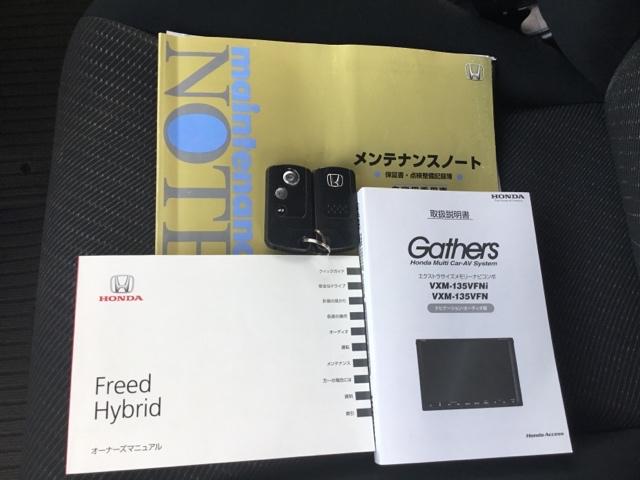 maintenance
NOTE
メンテナンスノート
保証書・点検整備記録簿
HONDA
取扱説明書
Gathers
Honda Multi Car-AV System
エクストラサイズメモリーナビコンポ
VXM-135VFNi
VXM-135VFN
ナビゲーション・オーディオ編
Honda Access
HONDA
Freed
Hybrid
オーナーズマニュアル
クイックガイド
安全なドライブ
計器の見かた
各部の操作
オーディオ
運転
メンテナンス
万一の場合には
資料
索引